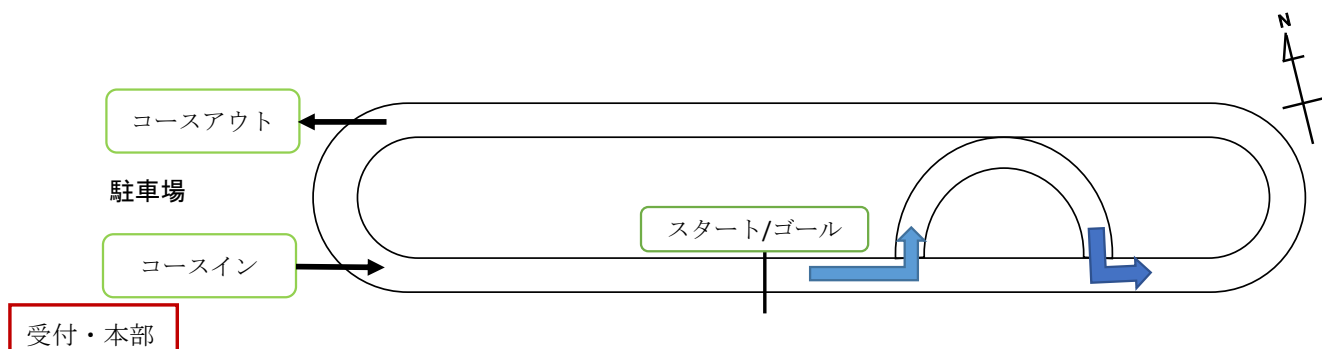 N
コースアウト
駐車場
スタート/ゴール
コースイン
受付・本部